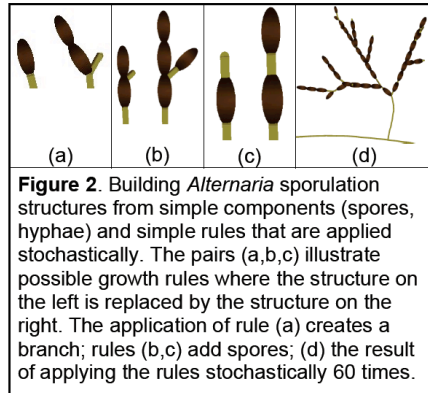 (a) (b) (c) (d)
Figure 2. Building Alternaria sporulation
structures from simple components (spores,
hyphae) and simple rules that are applied
stochastically. The pairs (a,b,c) illustrate
possible growth rules where the structure on
the left is replaced by the structure on the
right. The application of rule (a) creates a
branch; rules (b,c) add spores; (d) the result
of applying the rules stochastically 60 times.